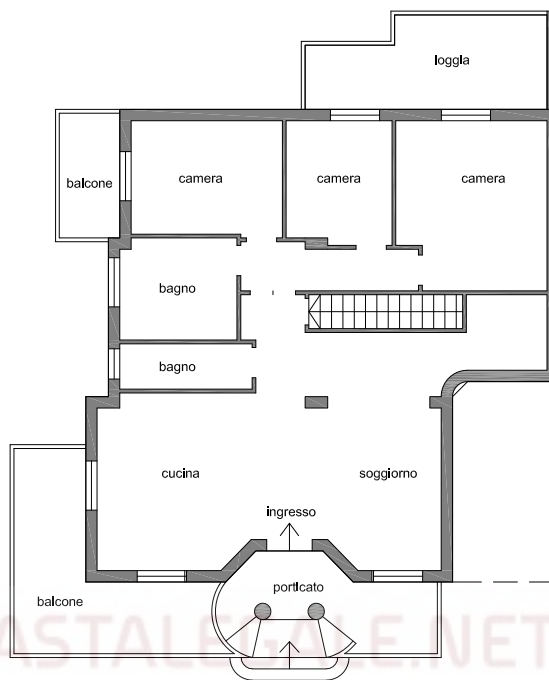 loggia
balcone
camera
camera
camera
bagno
bagno
cucina
soggiorno
ingresso
porticato
balcone
ASTALEGALE.NET